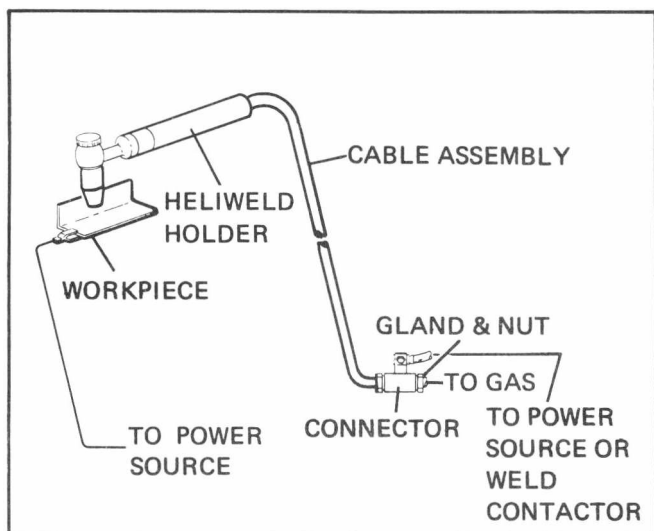 CABLE ASSEMBLY
HELIWELD
HOLDER
WORKPIECE
GLAND & NUT
TO GAS
CONNECTOR
TO POWER
SOURCE
TO POWER
SOURCE OR
WELD
CONTACTOR